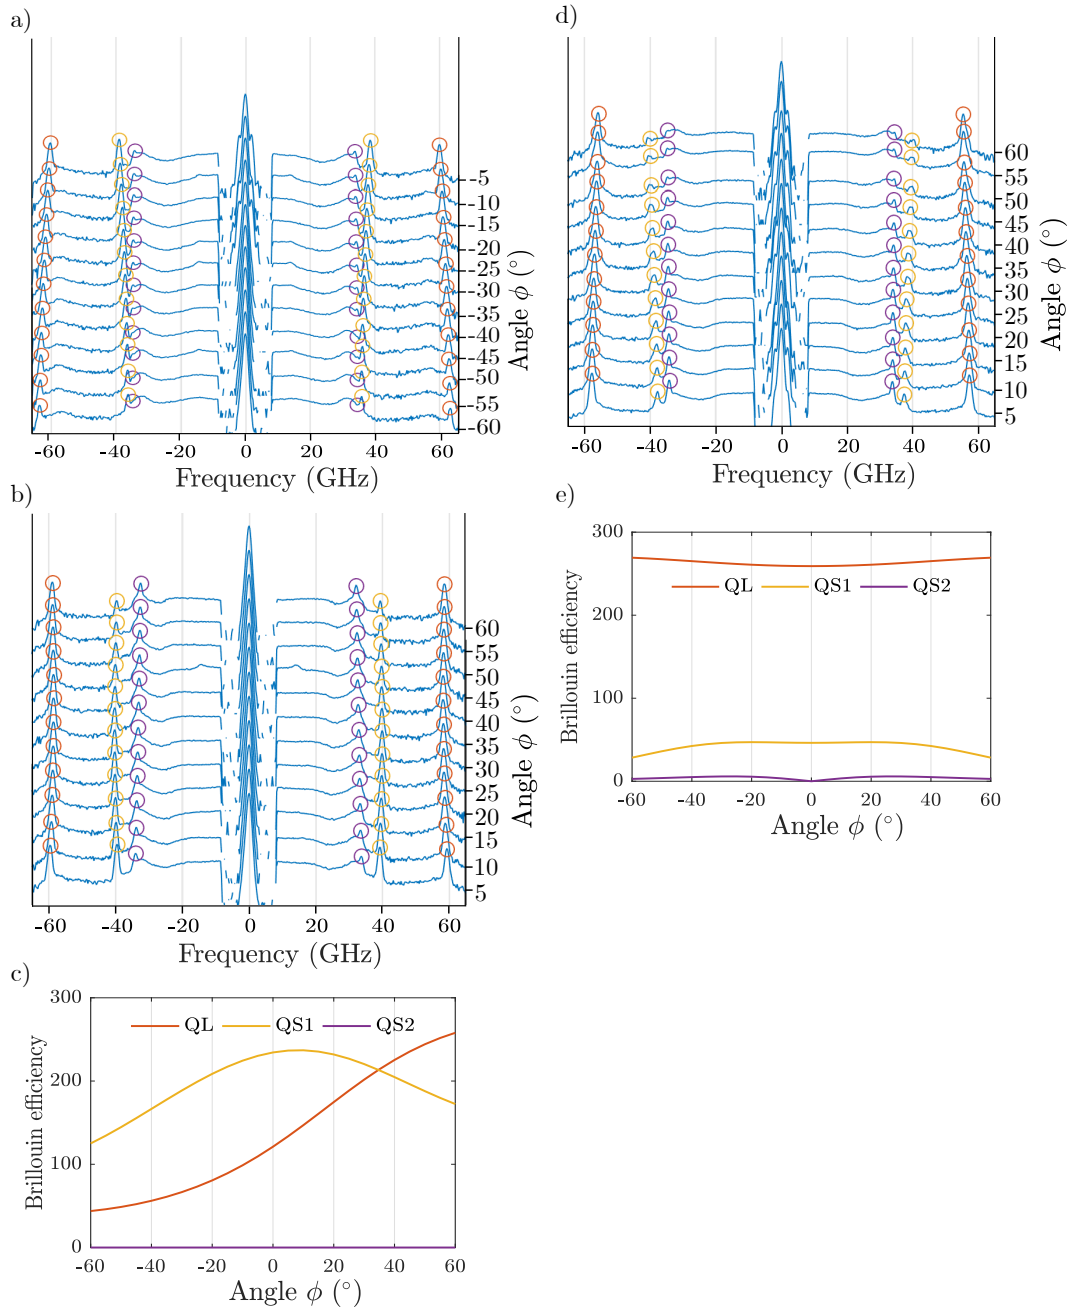 a)
-5
-10
-15
-20
-25
-30
-35
-40
-45
-50
-55
-60
Angle ϕ (°)
-60 -40 -20 0 20 40 60
Frequency (GHz)
b)
60
55
50
45
40
35
30
25
20
15
10
5
Angle ϕ (°)
-60 -40 -20 0 20 40 60
Frequency (GHz)
c)
300
200
100
0
Brillouin efficiency
QL QS1 QS2
-60 -40 -20 0 20 40 60
Angle ϕ (°)
d)
60
55
50
45
40
35
30
25
20
15
10
5
Angle ϕ (°)
-60 -40 -20 0 20 40 60
Frequency (GHz)
e)
300
200
100
0
Brillouin efficiency
QL QS1 QS2
-60 -40 -20 0 20 40 60
Angle ϕ (°)